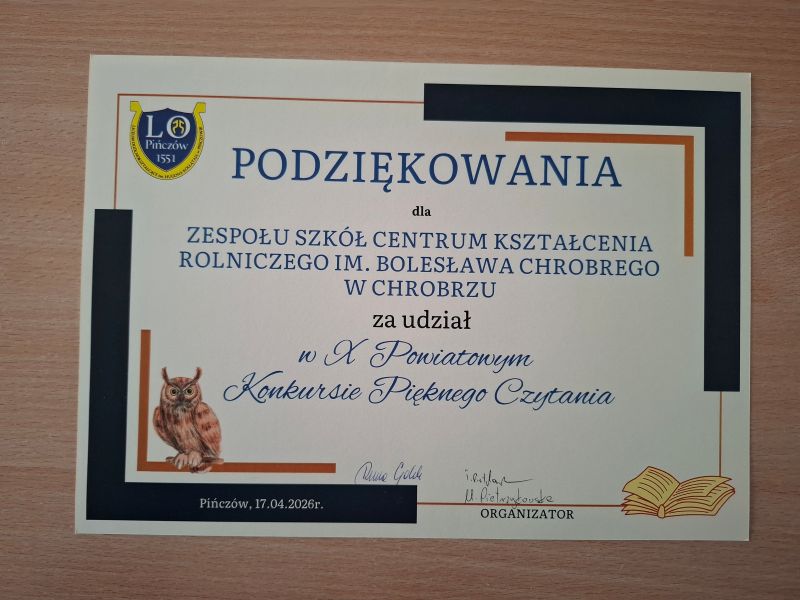 LO
Pińczów
1551
PODZIĘKOWANIA
dla
ZESPOŁU SZKÓŁ CENTRUM KSZTAŁCENIA
ROLNICZEGO IM. BOLESŁAWA CHROBREGO
W CHROBRZU
za udział
w X Powiatowym
Konkursie Pięknego Czytania
M. Pietrzykowska
Pińczów, 17.04.2026r.
ORGANIZATOR